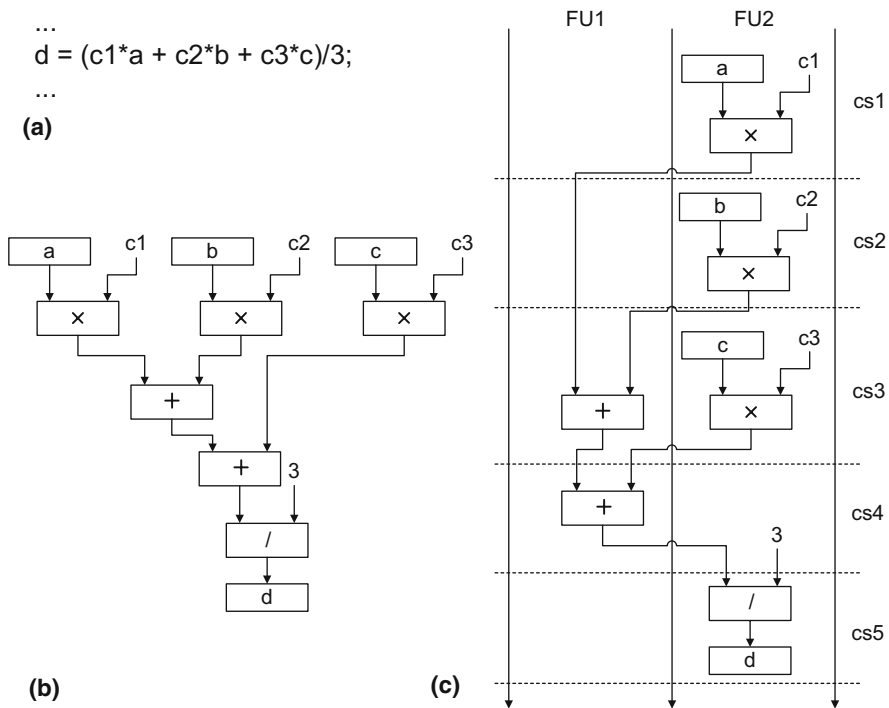 ...
d = (c1*a + c2*b + c3*c)/3;
...
(a)
a c1 b c2 c c3
× × ×
+
+
3
/
d
(b)
FU1 FU2
a c1
×
cs1
b c2
×
cs2
c c3
+ ×
cs3
+
3
cs4
/
d
cs5
(c)